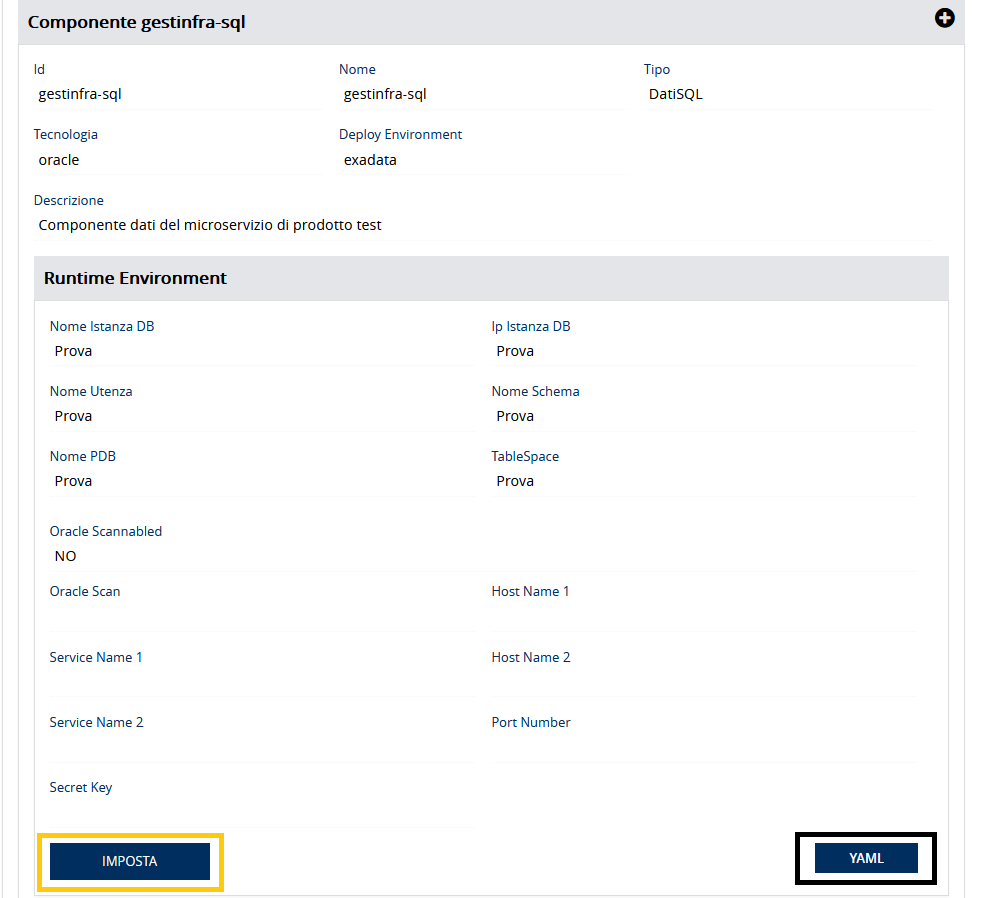 Componente gestinfra-sql
Id Nome Tipo
gestinfra-sql gestinfra-sql DatiSQL
Tecnologia Deploy Environment
oracle exadata
Descrizione
Componente dati del microservizio di prodotto test
Runtime Environment
Nome Istanza DB Ip Istanza DB
Prova Prova
Nome Utenza Nome Schema
Prova Prova
Nome PDB TableSpace
Prova Prova
Oracle Scannabled
NO
Oracle Scan Host Name 1
Service Name 1 Host Name 2
Service Name 2 Port Number
Secret Key
IMPOSTA YAML